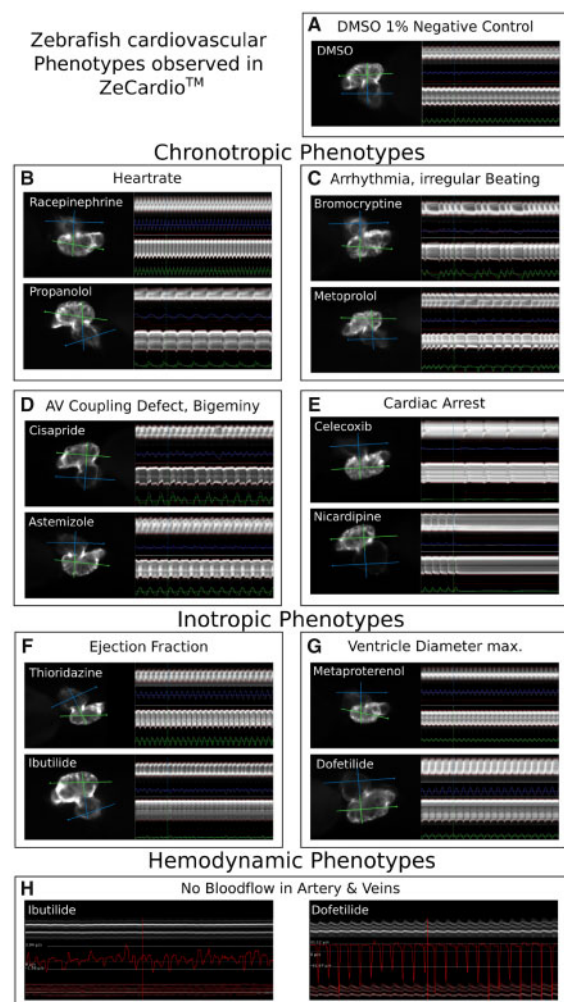 Zebrafish cardiovascular
Phenotypes observed in
ZeCardio™
A DMSO 1% Negative Control
DMSO
Chronotropic Phenotypes
B Heartrate
Racepinephrine
Propanolol
C Arrhythmia, irregular Beating
Bromocryptine
Metoprolol
D AV Coupling Defect, Bigeminy
Cisapride
Astemizole
E Cardiac Arrest
Celecoxib
Nicardipine
Inotropic Phenotypes
F Ejection Fraction
Thioridazine
Ibutilide
G Ventricle Diameter max.
Metaproterenol
Dofetilide
Hemodynamic Phenotypes
H No Bloodflow in Artery & Veins
Ibutilide
Dofetilide